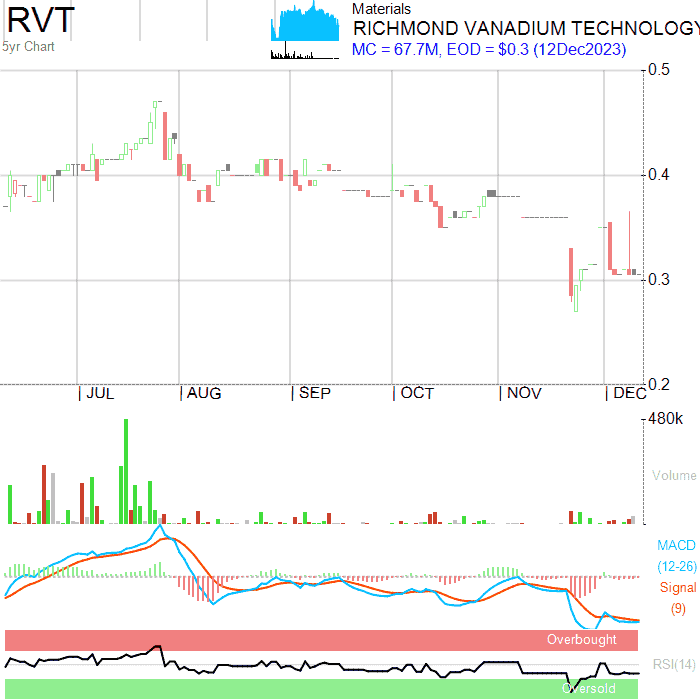 RVT
5yr Chart
Materials
RICHMOND VANADIUM TECHNOLOGY
MC = 67.7M, EOD = $0.3 (12Dec2023)
0.5
0.4
0.3
0.2
JUL AUG SEP OCT NOV DEC
480k
Volume
MACD
(12-26)
Signal
(9)
Overbought
RSI(14)
Oversold